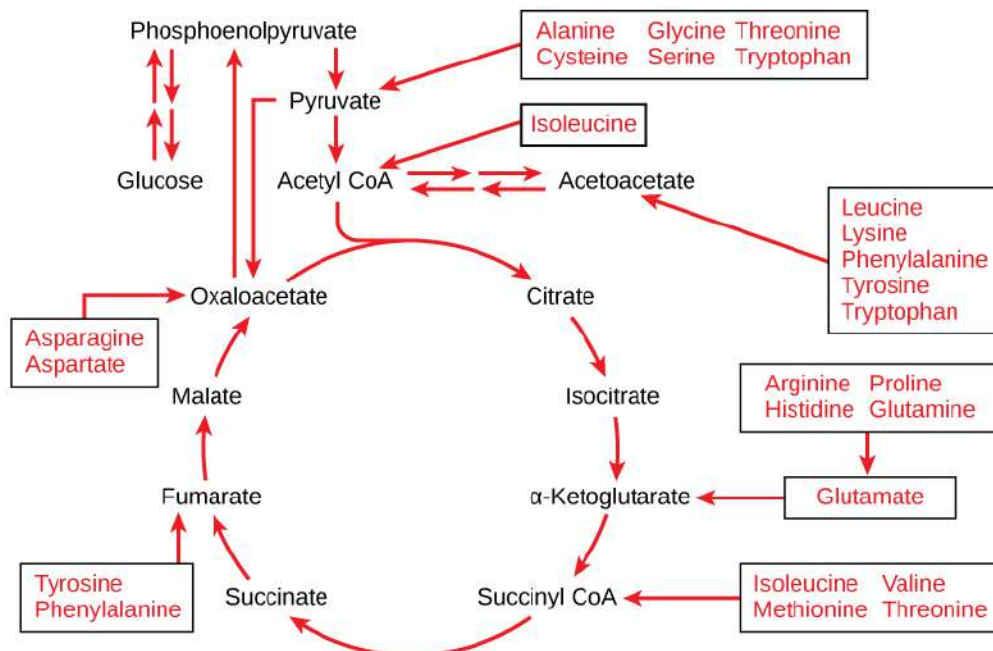 Phosphoenolpyruvate
Alanine Glycine Threonine
Cysteine Serine Tryptophan
Pyruvate
Isoleucine
Glucose
Acetyl CoA
Acetoacetate
Leucine
Lysine
Phenylalanine
Tyrosine
Tryptophan
Oxaloacetate
Citrate
Asparagine
Aspartate
Malate
Isocitrate
Arginine Proline
Histidine Glutamine
Fumarate
α-Ketoglutarate
Glutamate
Tyrosine
Phenylalanine
Succinate
Succinyl CoA
Isoleucine Valine
Methionine Threonine